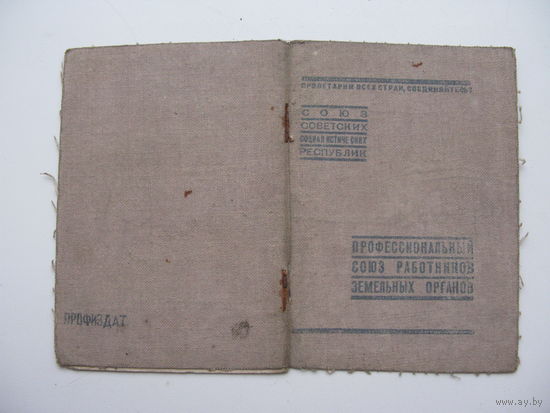 ПРОЛЕТАРИИ ВСЕХ СТРАН, СОЕДИНЯЙТЕСЬ!
СОЮЗ
СОВЕТСКИХ
СОЦИАЛИСТИЧЕСКИХ
РЕСПУБЛИК
ПРОФЕССИОНАЛЬНЫЙ
СОЮЗ РАБОТНИКОВ
ЗЕМЕЛЬНЫХ ОРГАНОВ
ПРОФИЗДАТ
www.ay.by